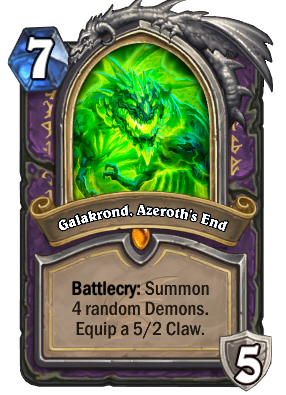 7
Galakrond, Azeroth's End
Battlecry: Summon
4 random Demons.
Equip a 5/2 Claw.
5